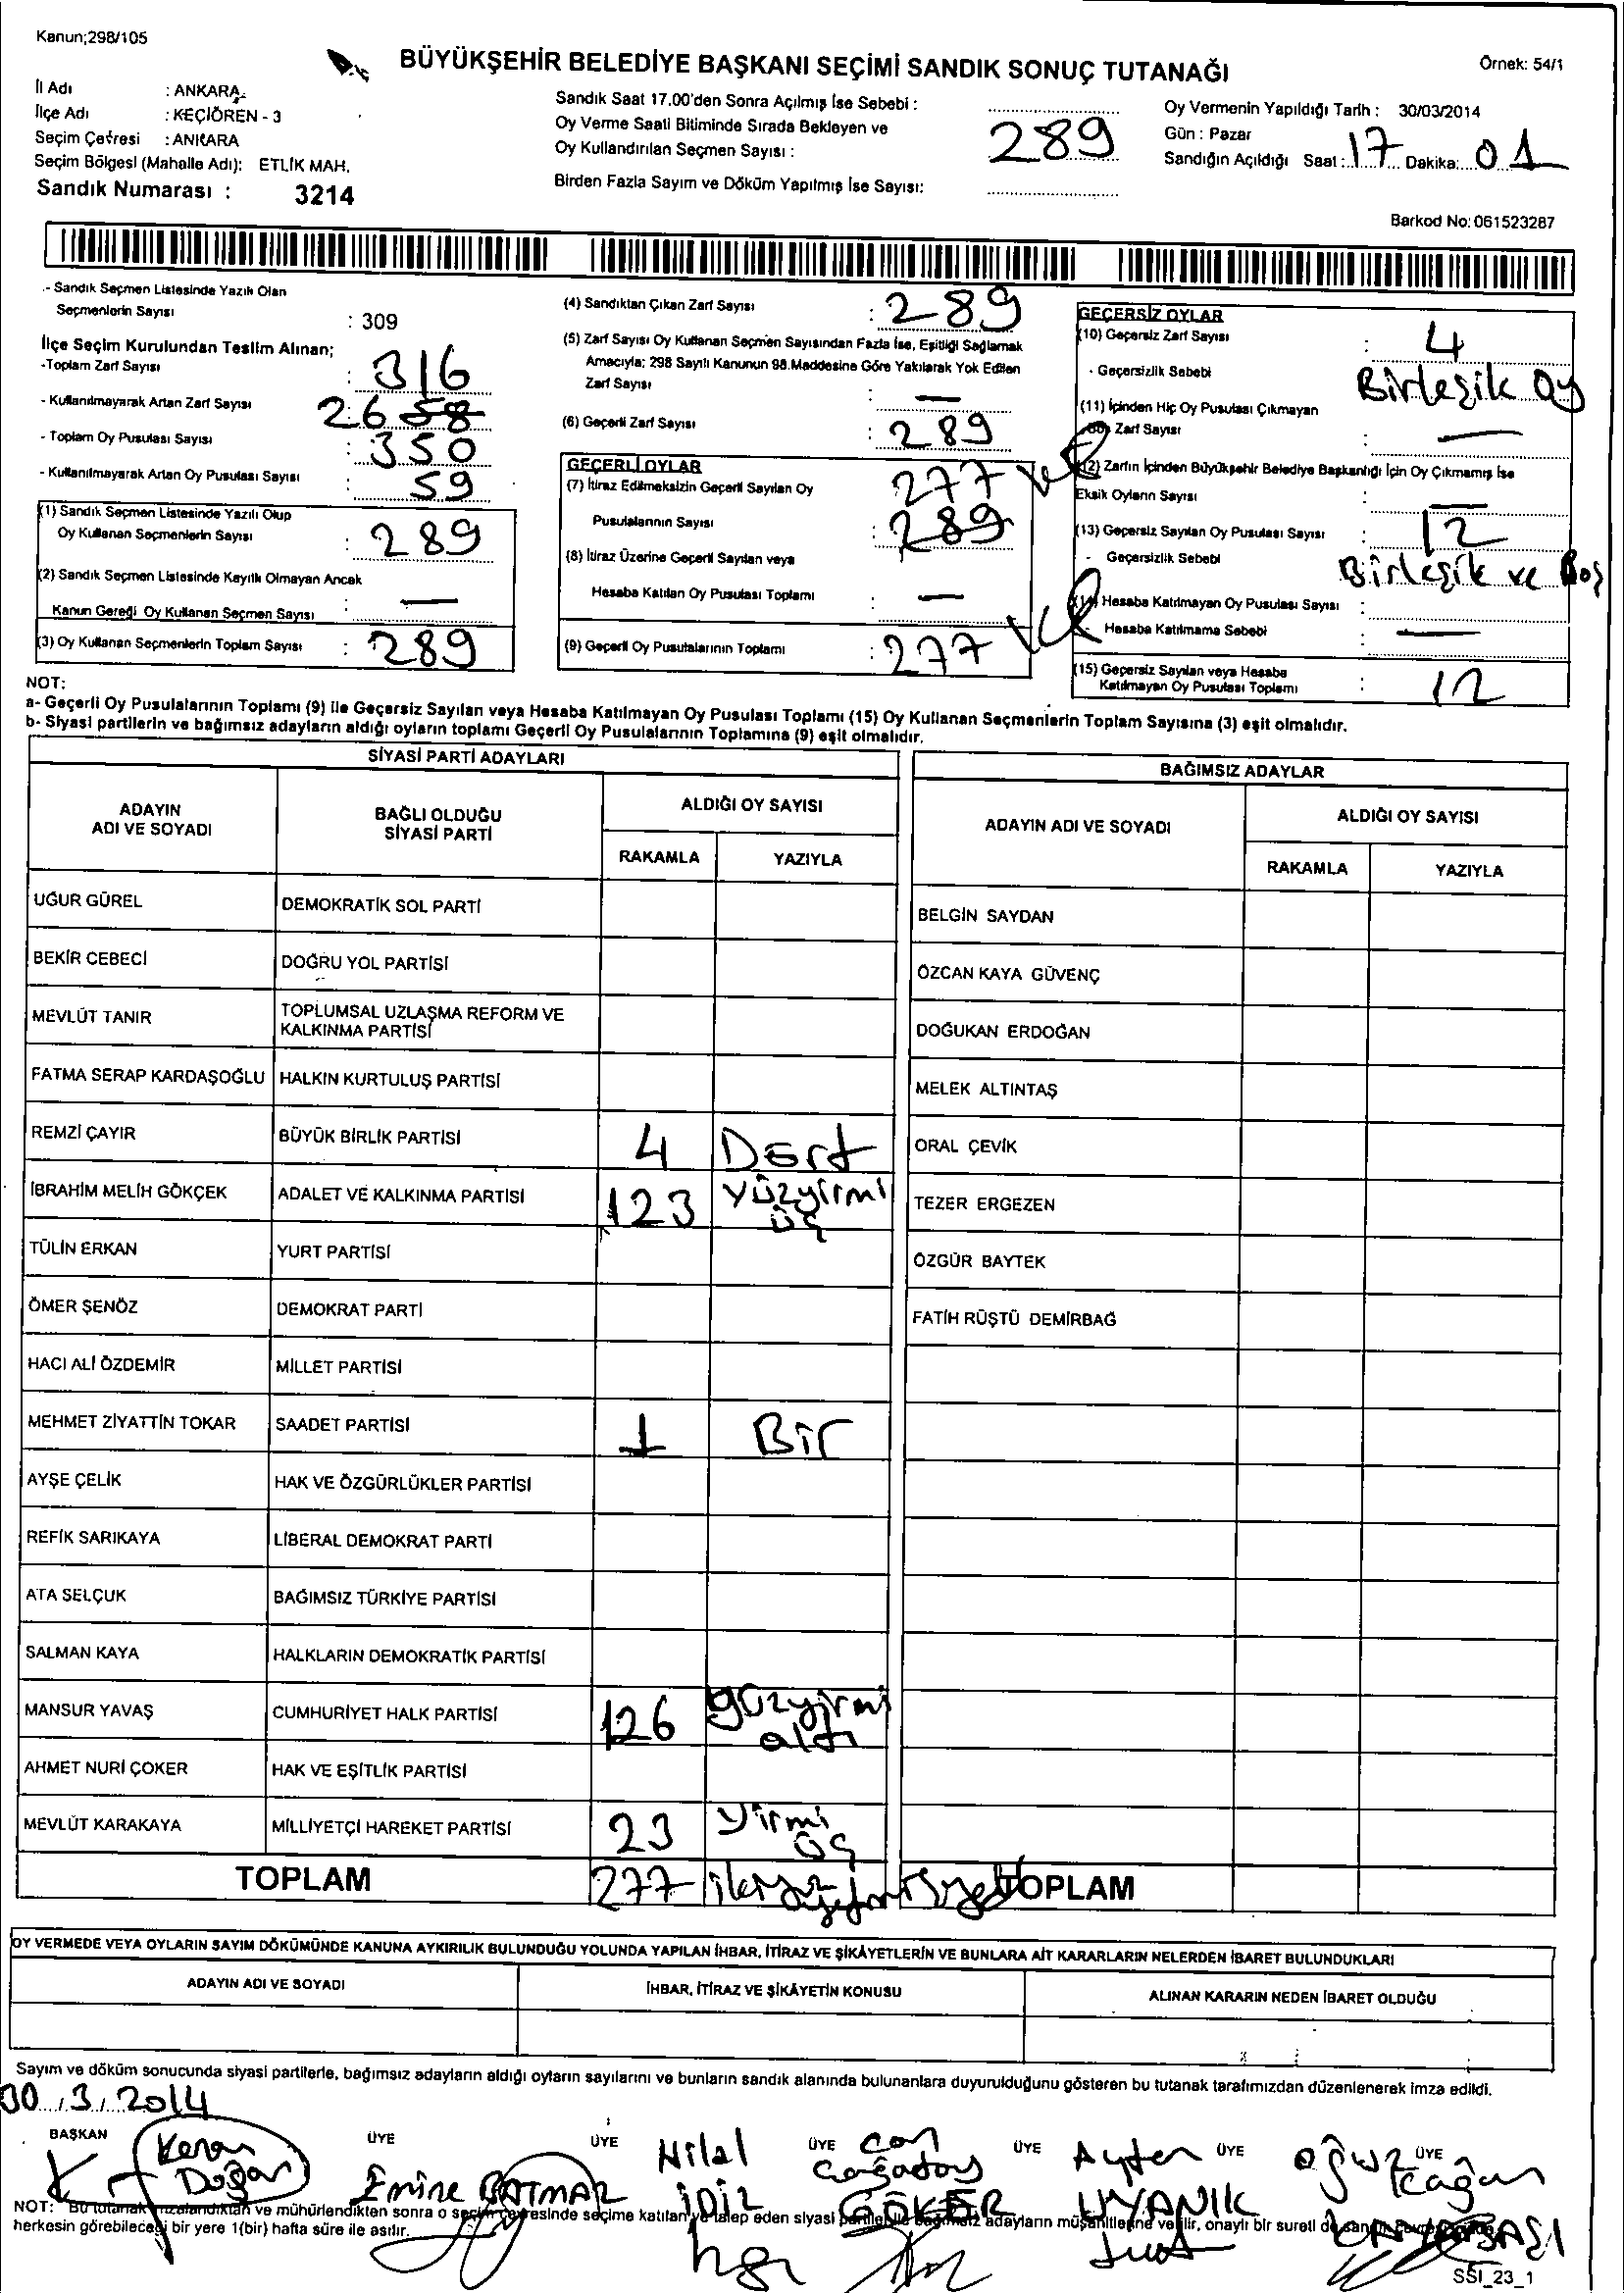 Kanun;298/105
BÜYÜKŞEHİR BELEDİYE BAŞKANI SEÇİMİ SANDIK SONUÇ TUTANAĞI
Örnek: 54/1
İl Adı : ANKARA
İlçe Adı : KEÇİÖREN - 3
Seçim Çevresi : ANKARA
Seçim Bölgesi (Mahalle Adı): ETLİK MAH.
Sandık Numarası : 3214
Sandık Saat 17.00'den Sonra Açılmış İse Sebebi :
Oy Verme Saati Bitiminde Sırada Bekleyen ve
Oy Kullandırılan Seçmen Sayısı : 289
Birden Fazla Sayım ve Döküm Yapılmış İse Sayısı:
Oy Vermenin Yapıldığı Tarih : 30/03/2014
Gün : Pazar
Sandığın Açıldığı Saat : 17 Dakika: 01
Barkod No: 061523287
- Sandık Seçmen Listesinde Yazılı Olan
Seçmenlerin Sayısı : 309
İlçe Seçim Kurulundan Teslim Alınan;
-Toplam Zarf Sayısı : 316
- Kullanılmayarak Artan Zarf Sayısı : 26 58
- Toplam Oy Pusulası Sayısı : 350
- Kullanılmayarak Artan Oy Pusulası Sayısı : 59
(1) Sandık Seçmen Listesinde Yazılı Olup
Oy Kullanan Seçmenlerin Sayısı : 289
(2) Sandık Seçmen Listesinde Kayıtlı Olmayan Ancak
Kanun Gereği Oy Kullanan Seçmen Sayısı : —
(3) Oy Kullanan Seçmenlerin Toplam Sayısı : 289
(4) Sandıktan Çıkan Zarf Sayısı : 289
(5) Zarf Sayısı Oy Kullanan Seçmen Sayısından Fazla İse, Eşitliği Sağlamak
Amacıyla; 298 Sayılı Kanunun 98.Maddesine Göre Yakılarak Yok Edilen
Zarf Sayısı : —
(6) Geçerli Zarf Sayısı : 289
GEÇERLİ OYLAR
(7) İtiraz Edilmeksizin Geçerli Sayılan Oy 277
Pusulalarının Sayısı : 289
(8) İtiraz Üzerine Geçerli Sayılan veya
Hesaba Katılan Oy Pusulası Toplamı : —
(9) Geçerli Oy Pusulalarının Toplamı : 277
GEÇERSİZ OYLAR
(10) Geçersiz Zarf Sayısı : 4
- Geçersizlik Sebebi Birleşik Oy
(11) İçinden Hiç Oy Pusulası Çıkmayan
Zarf Sayısı : —
(12) Zarfın İçinden Büyükşehir Belediye Başkanlığı İçin Oy Çıkmamış İse
Eksik Oyların Sayısı : —
(13) Geçersiz Sayılan Oy Pusulası Sayısı : 12
- Geçersizlik Sebebi Birleşik ve Boş
(14) Hesaba Katılmayan Oy Pusulası Sayısı :
- Hesaba Katılmama Sebebi : —
(15) Geçersiz Sayılan veya Hesaba
Katılmayan Oy Pusulası Toplamı : 12
NOT:
a- Geçerli Oy Pusulalarının Toplamı (9) ile Geçersiz Sayılan veya Hesaba Katılmayan Oy Pusulası Toplamı (15) Oy Kullanan Seçmenlerin Toplam Sayısına (3) eşit olmalıdır.
b- Siyasi partilerin ve bağımsız adayların aldığı oyların toplamı Geçerli Oy Pusulalarının Toplamına (9) eşit olmalıdır.
SİYASİ PARTİ ADAYLARI
ADAYIN ADI VE SOYADI
BAĞLI OLDUĞU SİYASİ PARTİ
ALDIĞI OY SAYISI
RAKAMLA YAZIYLA
UĞUR GÜREL DEMOKRATİK SOL PARTİ
BEKİR CEBECİ DOĞRU YOL PARTİSİ
MEVLÜT TANIR TOPLUMSAL UZLAŞMA REFORM VE
KALKINMA PARTİSİ
FATMA SERAP KARDAŞOĞLU HALKIN KURTULUŞ PARTİSİ
REMZİ ÇAYIR BÜYÜK BİRLİK PARTİSİ 4 Dört
İBRAHİM MELİH GÖKÇEK ADALET VE KALKINMA PARTİSİ 123 Yüzyirmi üç
TÜLİN ERKAN YURT PARTİSİ
ÖMER ŞENÖZ DEMOKRAT PARTİ
HACI ALİ ÖZDEMİR MİLLET PARTİSİ
MEHMET ZİYATTİN TOKAR SAADET PARTİSİ 1 Bir
AYŞE ÇELİK HAK VE ÖZGÜRLÜKLER PARTİSİ
REFİK SARIKAYA LİBERAL DEMOKRAT PARTİ
ATA SELÇUK BAĞIMSIZ TÜRKİYE PARTİSİ
SALMAN KAYA HALKLARIN DEMOKRATİK PARTİSİ
MANSUR YAVAŞ CUMHURİYET HALK PARTİSİ 126 yüzyirmi altı
AHMET NURİ ÇOKER HAK VE EŞİTLİK PARTİSİ
MEVLÜT KARAKAYA MİLLİYETÇİ HAREKET PARTİSİ 23 Yirmi üç
TOPLAM 277 ikiyüz yetmişyedi
BAĞIMSIZ ADAYLAR
ADAYIN ADI VE SOYADI
ALDIĞI OY SAYISI
RAKAMLA YAZIYLA
BELGİN SAYDAN
ÖZCAN KAYA GÜVENÇ
DOĞUKAN ERDOĞAN
MELEK ALTINTAŞ
ORAL ÇEVİK
TEZER ERGEZEN
ÖZGÜR BAYTEK
FATİH RÜŞTÜ DEMİRBAĞ
TOPLAM
OY VERMEDE VEYA OYLARIN SAYIM DÖKÜMÜNDE KANUNA AYKIRILIK BULUNDUĞU YOLUNDA YAPILAN İHBAR, İTİRAZ VE ŞİKÂYETLERİN VE BUNLARA AİT KARARLARIN NELERDEN İBARET BULUNDUKLARI
ADAYIN ADI VE SOYADI İHBAR, İTİRAZ VE ŞİKÂYETİN KONUSU ALINAN KARARIN NEDEN İBARET OLDUĞU
Sayım ve döküm sonucunda siyasi partilerle, bağımsız adayların aldığı oyların sayılarını ve bunların sandık alanında bulunanlara duyurulduğunu gösteren bu tutanak tarafımızdan düzenlenerek imza edildi.
30.3.2014
BAŞKAN ÜYE ÜYE ÜYE ÜYE ÜYE ÜYE
Kenan Doğan
Emine BATMAZ
Hilal İDİZ
Can Çağatay GÖKER
Ayten UYANIK
Oğuz Kağan
NOT: Bu tutanak imzalandıktan ve mühürlendikten sonra o seçim çevresinde seçime katılan ve talep eden siyasi partiler ile bağımsız adayların müşahitlerine verilir, onaylı bir sureti de sandık
herkesin görebileceği bir yere 1(bir) hafta süre ile asılır.
SSI_23_1